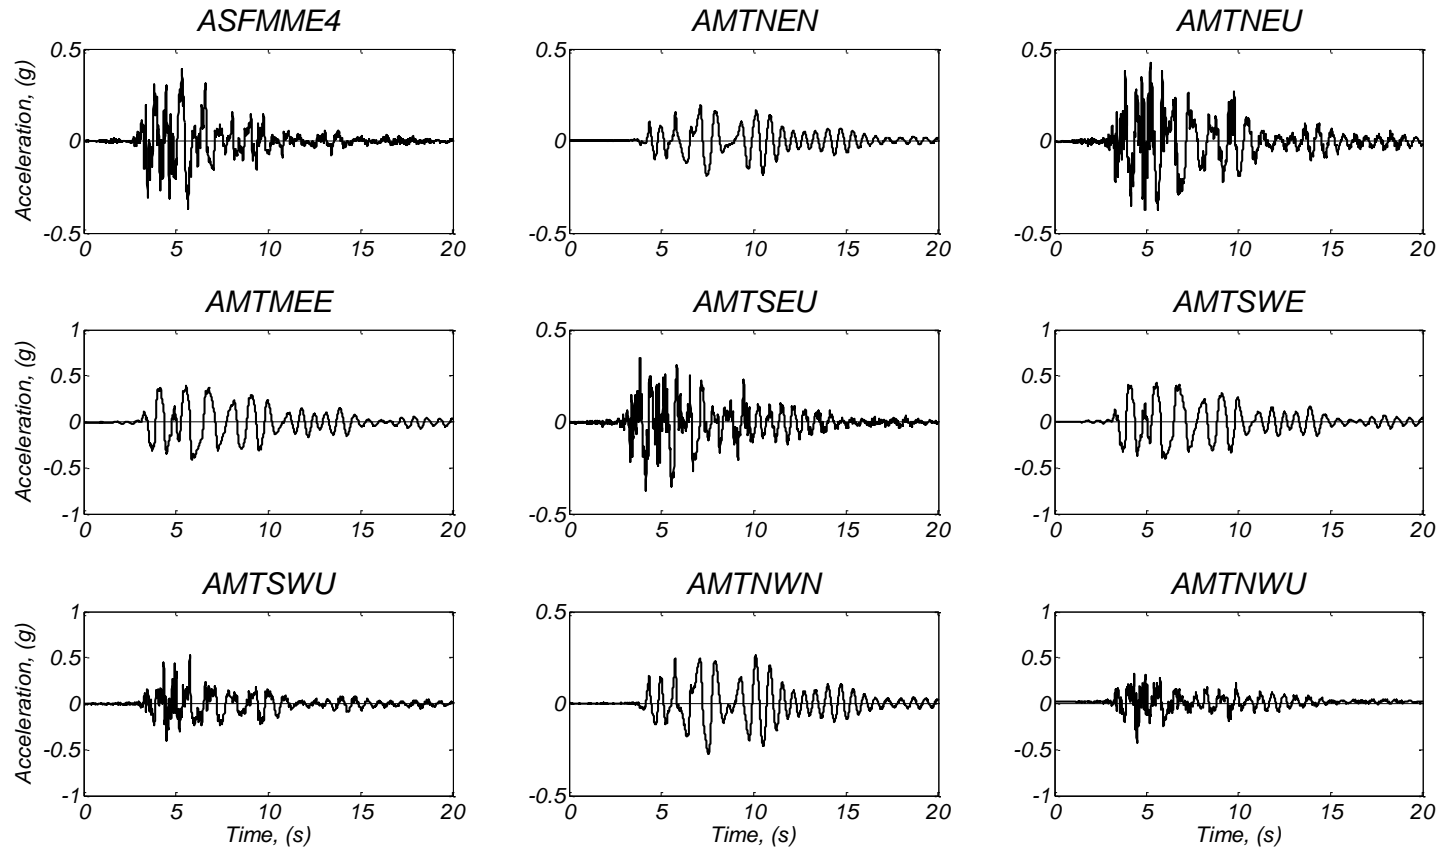 ASFMME4 AMTNEN AMTNEU
Acceleration, (g)
0.5 0.5 0.5
0 0 0
-0.5 -0.5 -0.5
0 5 10 15 20 0 5 10 15 20 0 5 10 15 20
AMTMEE AMTSEU AMTSWE
Acceleration, (g)
1 0.5 1
0.5 0.5
0 0 0
-0.5 -0.5
-1 -0.5 -1
0 5 10 15 20 0 5 10 15 20 0 5 10 15 20
AMTSWU AMTNWN AMTNWU
Acceleration, (g)
1 0.5 1
0.5 0.5
0 0 0
-0.5 -0.5
-1 -0.5 -1
0 5 10 15 20 0 5 10 15 20 0 5 10 15 20
Time, (s) Time, (s) Time, (s)